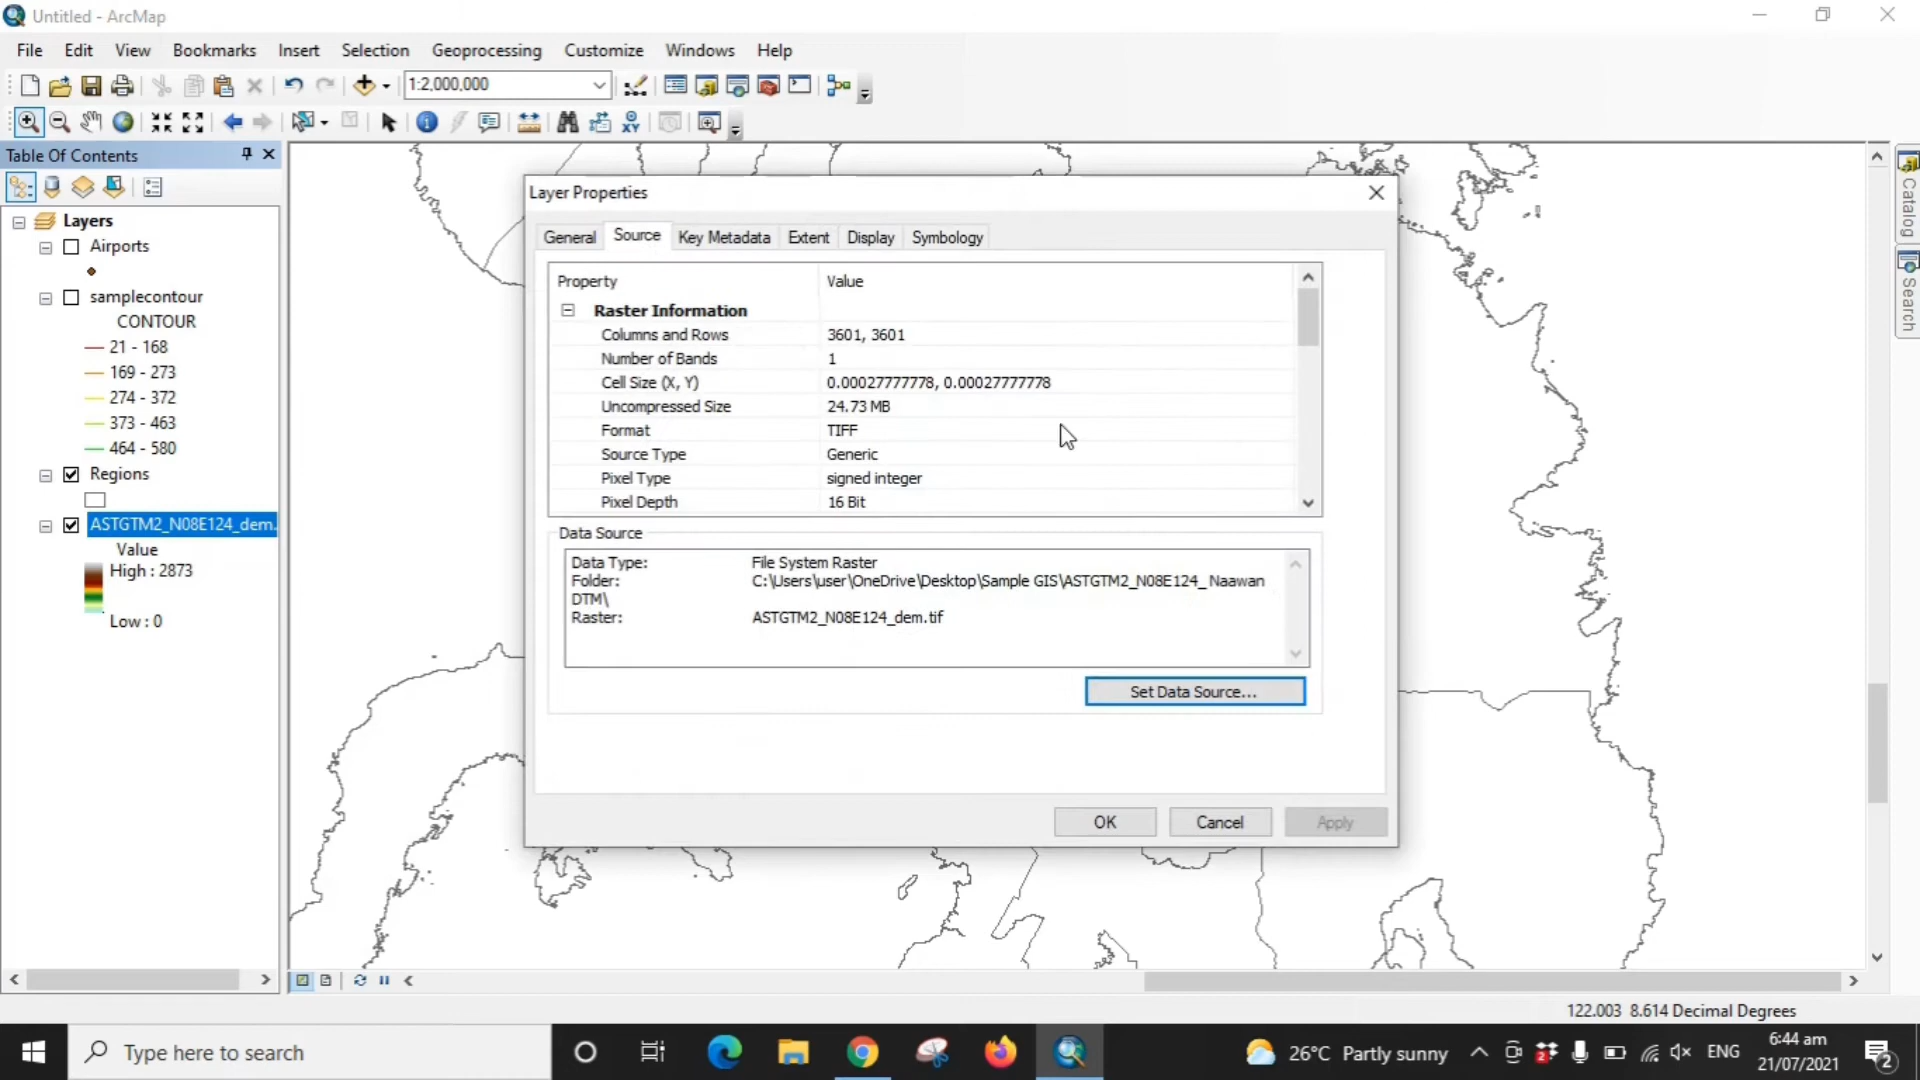 Untitled - ArcMap
File Edit View Bookmarks Insert Selection Geoprocessing Customize Windows Help
1:2,000,000
Table Of Contents
Layers
Airports
samplecontour
CONTOUR
21 - 168
169 - 273
274 - 372
373 - 463
464 - 580
Regions
ASTGTM2_N08E124_dem.
Value
High : 2873
Low : 0
Layer Properties
General Source Key Metadata Extent Display Symbology
Property Value
Raster Information
Columns and Rows 3601, 3601
Number of Bands 1
Cell Size (X, Y) 0.00027777778, 0.00027777778
Uncompressed Size 24.73 MB
Format TIFF
Source Type Generic
Pixel Type signed integer
Pixel Depth 16 Bit
Data Source
Data Type: File System Raster
Folder: C:\Users\user\OneDrive\Desktop\Sample GIS\ASTGTM2_N08E124_ Naawan
DTM\
Raster: ASTGTM2_N08E124_dem.tif
Set Data Source...
OK Cancel Apply
Catalog
Search
122.003 8.614 Decimal Degrees
Type here to search
26°C Partly sunny
ENG
6:44 am
21/07/2021
2